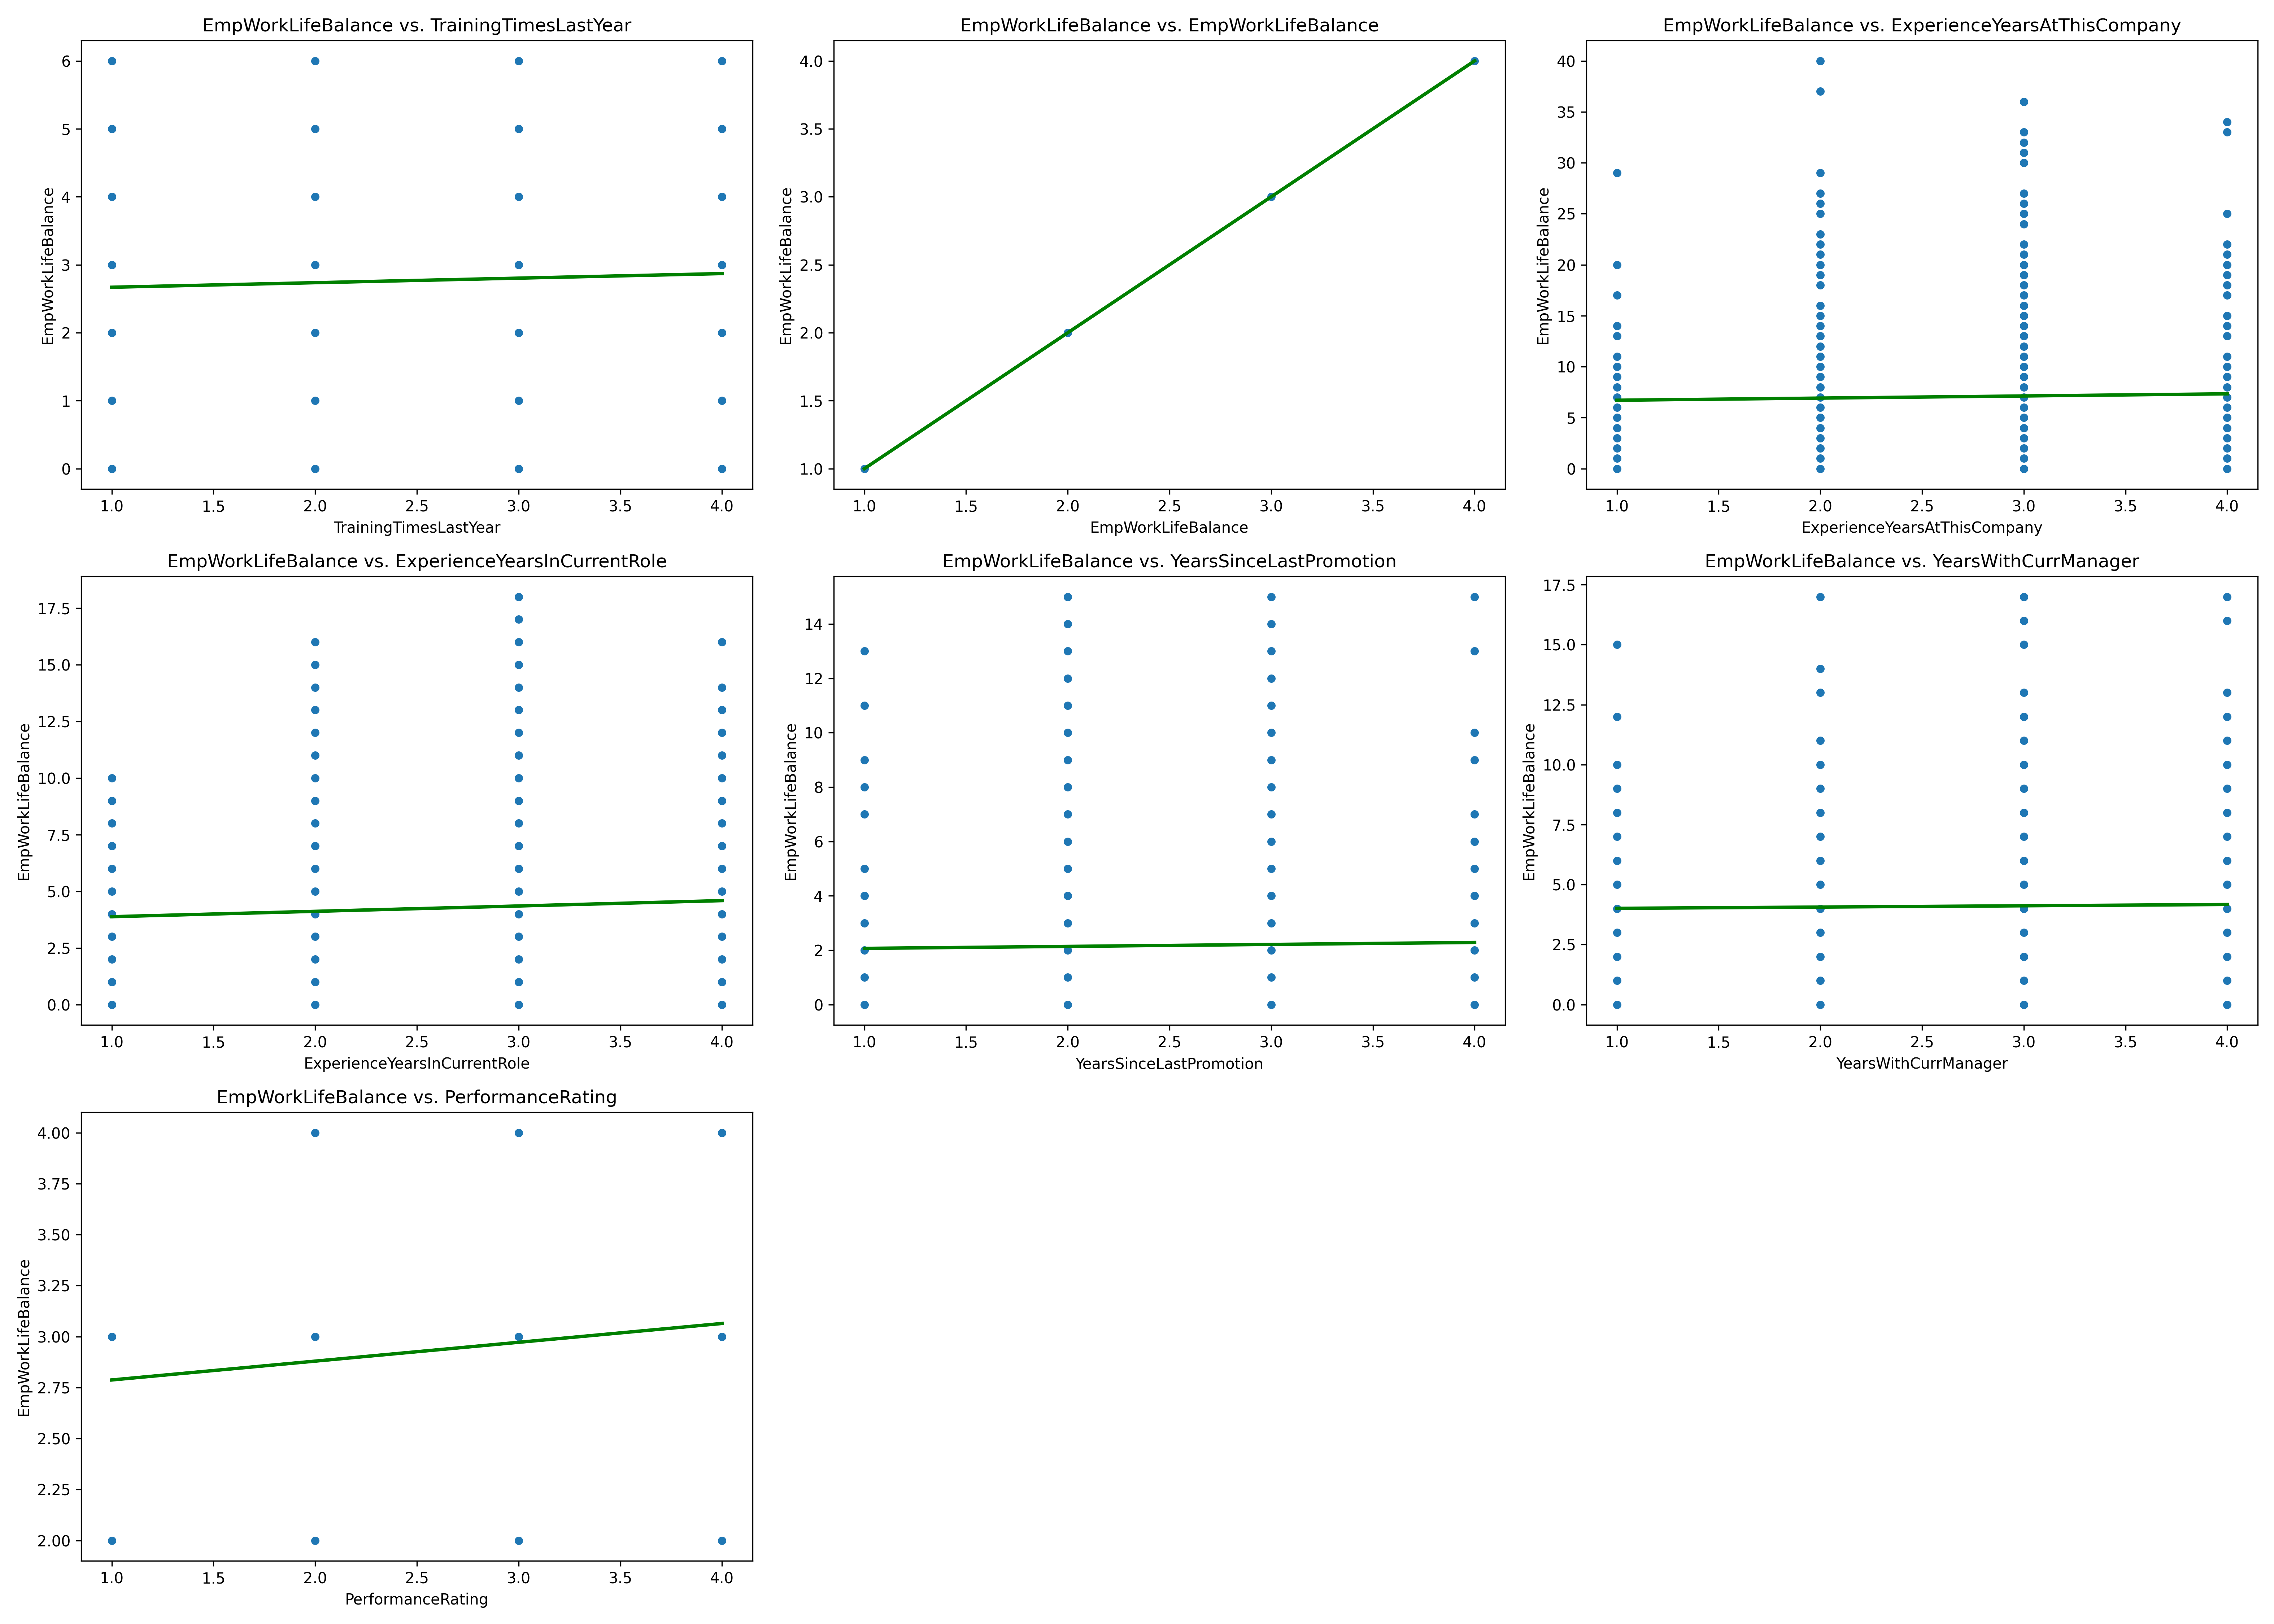 EmpWorkLifeBalance vs. TrainingTimesLastYear
EmpWorkLifeBalance
6
5
4
3
2
1
0
1.0 1.5 2.0 2.5 3.0 3.5 4.0
TrainingTimesLastYear
EmpWorkLifeBalance vs. EmpWorkLifeBalance
EmpWorkLifeBalance
4.0
3.5
3.0
2.5
2.0
1.5
1.0
1.0 1.5 2.0 2.5 3.0 3.5 4.0
EmpWorkLifeBalance
EmpWorkLifeBalance vs. ExperienceYearsAtThisCompany
EmpWorkLifeBalance
40
35
30
25
20
15
10
5
0
1.0 1.5 2.0 2.5 3.0 3.5 4.0
ExperienceYearsAtThisCompany
EmpWorkLifeBalance vs. ExperienceYearsInCurrentRole
EmpWorkLifeBalance
17.5
15.0
12.5
10.0
7.5
5.0
2.5
0.0
1.0 1.5 2.0 2.5 3.0 3.5 4.0
ExperienceYearsInCurrentRole
EmpWorkLifeBalance vs. YearsSinceLastPromotion
EmpWorkLifeBalance
14
12
10
8
6
4
2
0
1.0 1.5 2.0 2.5 3.0 3.5 4.0
YearsSinceLastPromotion
EmpWorkLifeBalance vs. YearsWithCurrManager
EmpWorkLifeBalance
17.5
15.0
12.5
10.0
7.5
5.0
2.5
0.0
1.0 1.5 2.0 2.5 3.0 3.5 4.0
YearsWithCurrManager
EmpWorkLifeBalance vs. PerformanceRating
EmpWorkLifeBalance
4.00
3.75
3.50
3.25
3.00
2.75
2.50
2.25
2.00
1.0 1.5 2.0 2.5 3.0 3.5 4.0
PerformanceRating